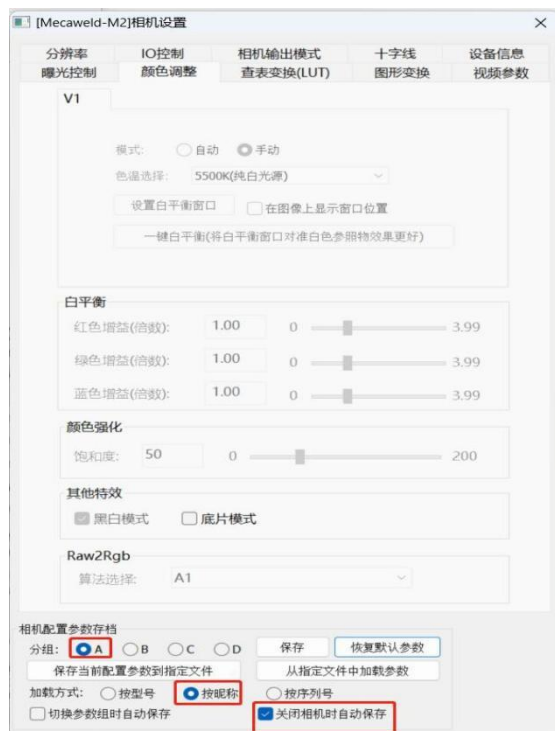 [Mecaweld-M2]相机设置
分辨率 IO控制 相机输出模式 十字线 设备信息
曝光控制 颜色调整 查表变换(LUT) 图形变换 视频参数
V1
模式: 自动 手动
色温选择: 5500K(纯白光源)
设置白平衡窗口 在图像上显示窗口位置
一键白平衡(将白平衡窗口对准白色参照物效果更好)
白平衡
红色增益(倍数): 1.00 0 3.99
绿色增益(倍数): 1.00 0 3.99
蓝色增益(倍数): 1.00 0 3.99
颜色强化
饱和度: 50 0 200
其他特效
黑白模式 底片模式
Raw2Rgb
算法选择: A1
相机配置参数存档
分组: A B C D 保存 恢复默认参数
保存当前配置参数到指定文件 从指定文件中加载参数
加载方式: 按型号 按昵称 按序列号
切换参数组时自动保存 关闭相机时自动保存